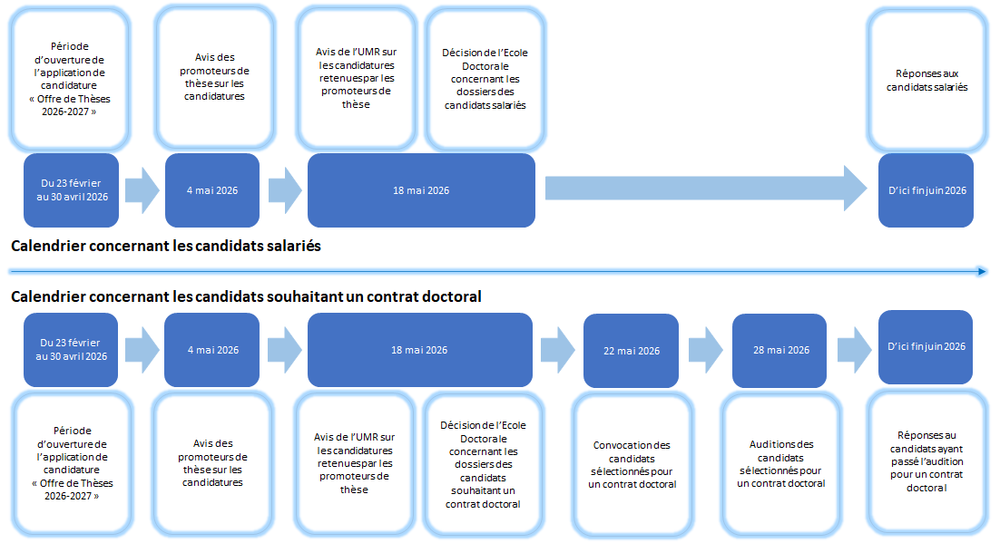 Période
d’ouverture de
l’application de
candidature
« Offre de Thèses
2026-2027 »
Avis des
promoteurs de
thèse sur les
candidatures
Avis de l’UMR sur
les candidatures
retenues par les
promoteurs de
thèse
Décision de l’Ecole
Doctorale
concernant les
dossiers des
candidats salariés
Réponses aux
candidats salariés
Du 23 février
au 30 avril 2026
4 mai 2026
18 mai 2026
D’ici fin juin 2026
Calendrier concernant les candidats salariés
Calendrier concernant les candidats souhaitant un contrat doctoral
Du 23 février
au 30 avril 2026
4 mai 2026
18 mai 2026
22 mai 2026
28 mai 2026
D’ici fin juin 2026
Période
d’ouverture de
l’application de
candidature
« Offre de Thèses
2026-2027 »
Avis des
promoteurs de
thèse sur les
candidatures
Avis de l’UMR sur
les candidatures
retenues par les
promoteurs de
thèse
Décision de l’Ecole
Doctorale
concernant les
dossiers des
candidats
souhaitant un
contrat doctoral
Convocation des
candidats
sélectionnés pour
un contrat doctoral
Auditions des
candidats
sélectionnés pour
un contrat doctoral
Réponses au
candidats ayant
passé l’audition
pour un contrat
doctoral